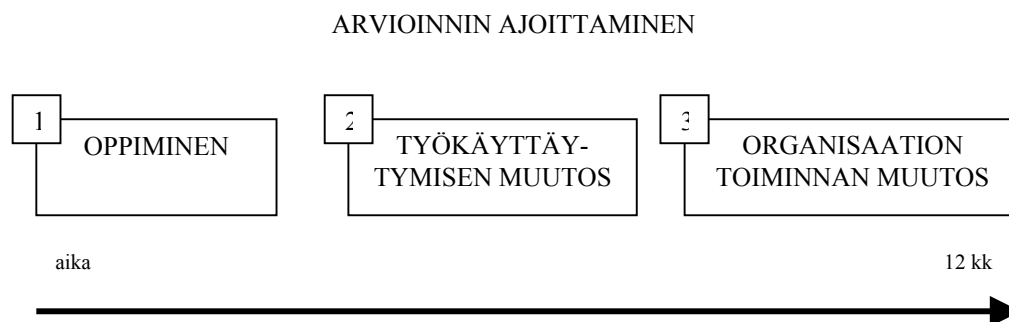 ARVIOINNIN AJOITTAMINEN
1
OPPIMINEN
2
TYÖKÄYTTÄY-
TYMISEN MUUTOS
3
ORGANISAATION
TOIMINNAN MUUTOS
aika
12 kk